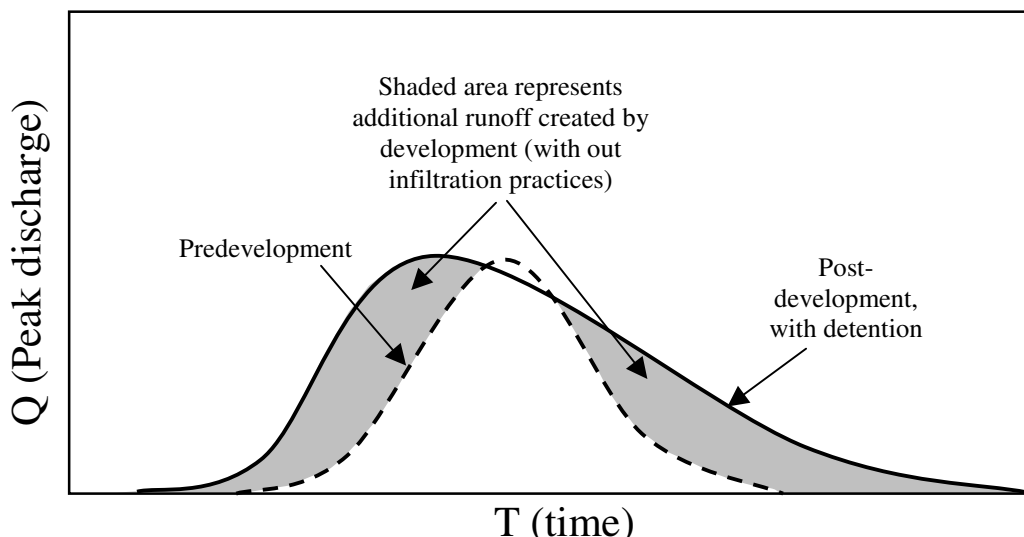 Shaded area represents
additional runoff created by
development (with out
infiltration practices)
Predevelopment
Post-
development,
with detention
Q (Peak discharge)
T (time)